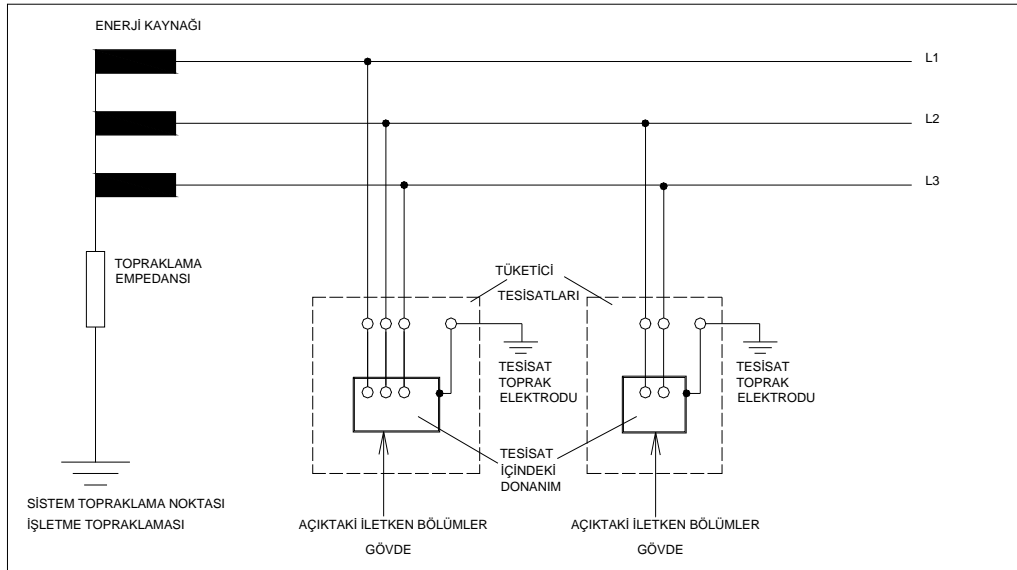 ENERJİ KAYNAĞI
L1
L2
L3
TOPRAKLAMA
EMPEDANSI
TÜKETİCİ
TESİSATLARI
TESİSAT
TOPRAK
ELEKTRODU
TESİSAT
TOPRAK
ELEKTRODU
TESİSAT
İÇİNDEKİ
DONANIM
SİSTEM TOPRAKLAMA NOKTASI
İŞLETME TOPRAKLAMASI
AÇIKTAKİ İLETKEN BÖLÜMLER
GÖVDE
AÇIKTAKİ İLETKEN BÖLÜMLER
GÖVDE